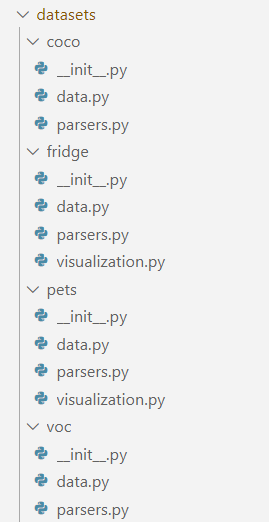 datasets
coco
__init__.py
data.py
parsers.py
fridge
__init__.py
data.py
parsers.py
visualization.py
pets
__init__.py
data.py
parsers.py
visualization.py
voc
__init__.py
data.py
parsers.py